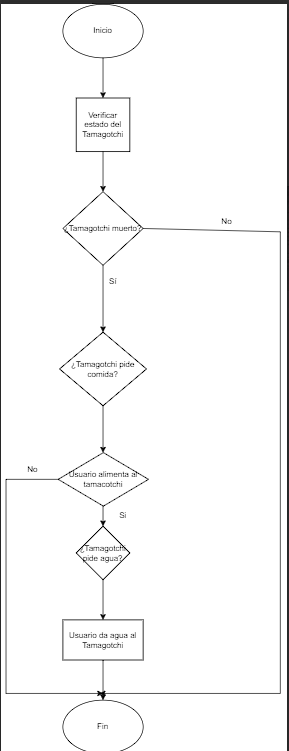 Inicio
Verificar
estado del
Tamagotchi
¿Tamagotchi muerto?
No
Sí
¿Tamagotchi pide
comida?
Usuario alimenta al
tamacotchi
No
Si
¿Tamagotchi
pide agua?
Usuario da agua al
Tamagotchi
Fin